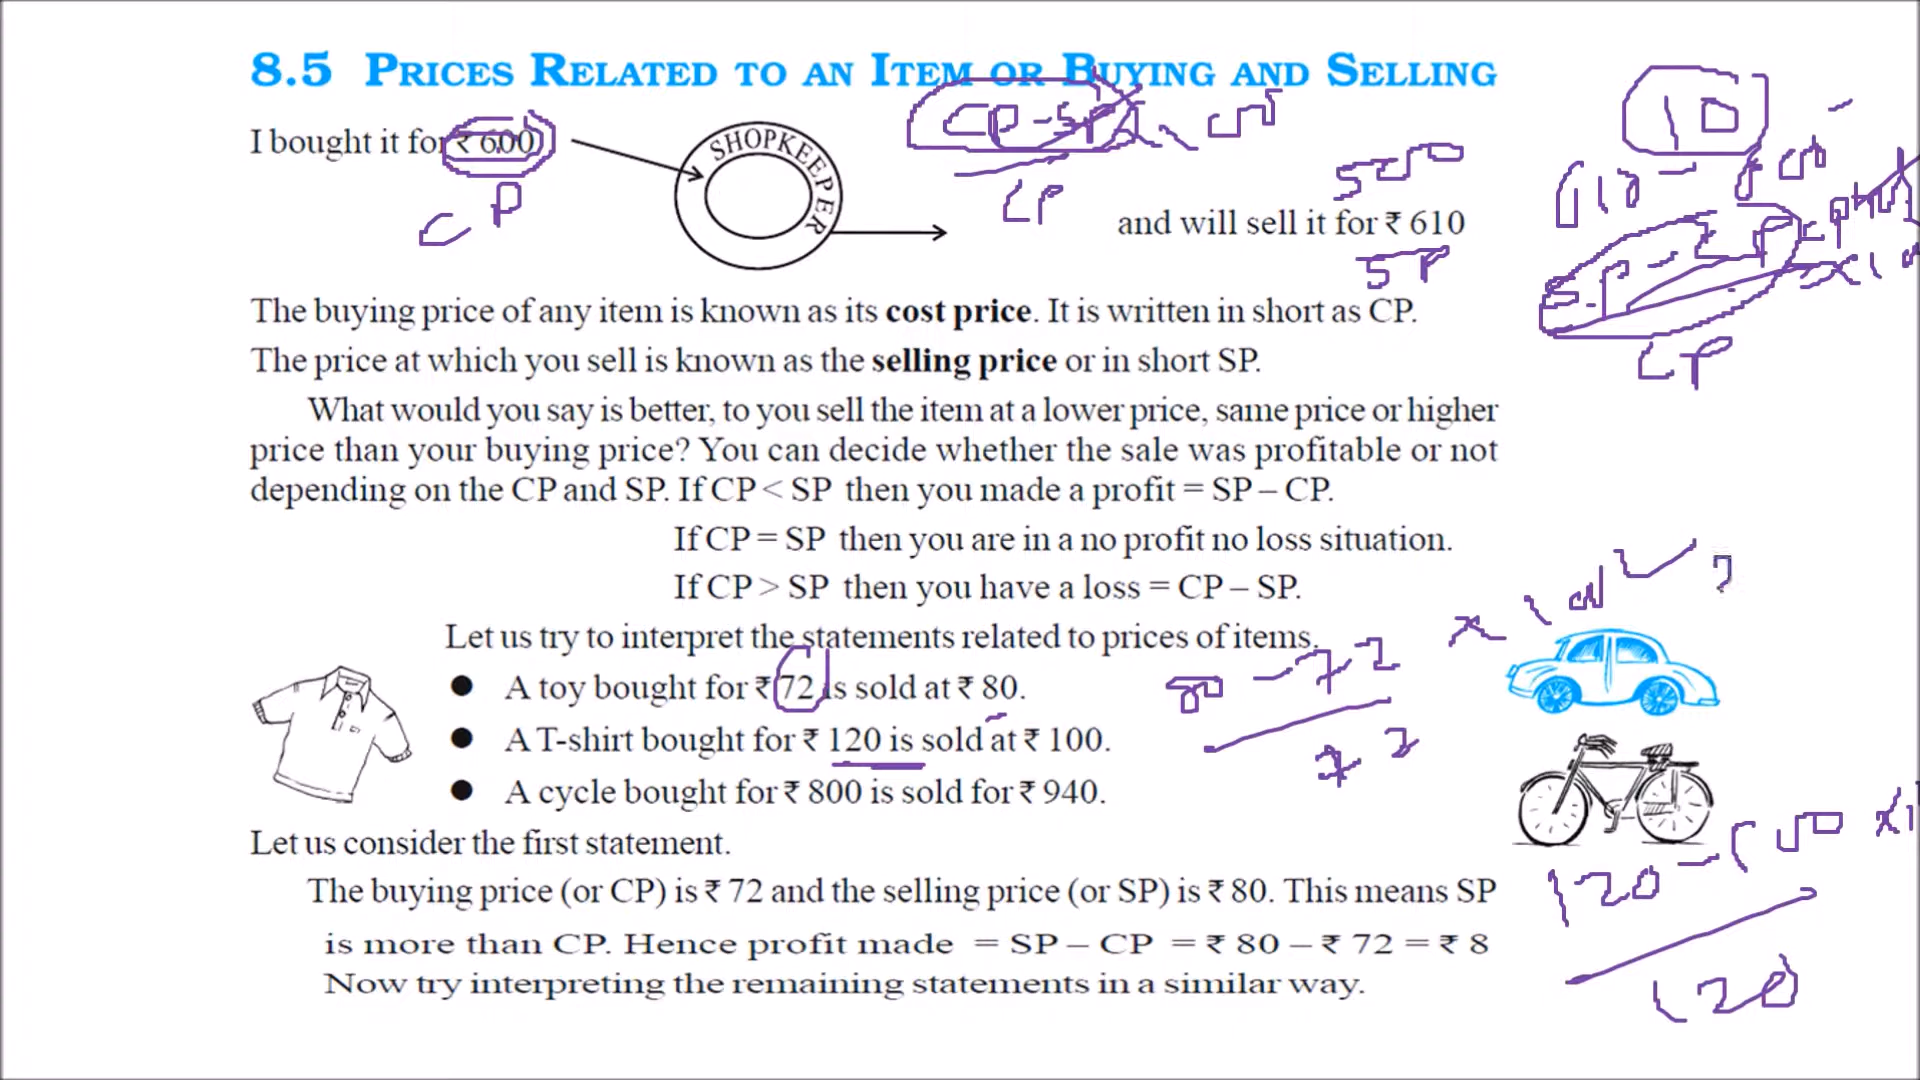 8.5 PRICES RELATED TO AN ITEM OR BUYING AND SELLING
I bought it for ₹ 600
SHOPKEEPER
CP - SP
CP
CP
500
and will sell it for ₹ 610
SP
10
610 - 600
CP
The buying price of any item is known as its cost price. It is written in short as CP.
The price at which you sell is known as the selling price or in short SP.
What would you say is better, to you sell the item at a lower price, same price or higher
price than your buying price? You can decide whether the sale was profitable or not
depending on the CP and SP. If CP < SP then you made a profit = SP – CP.
If CP = SP then you are in a no profit no loss situation.
If CP > SP then you have a loss = CP – SP.
Let us try to interpret the statements related to prices of items.
● A toy bought for ₹ 72 is sold at ₹ 80.
80 - 72
72
● A T-shirt bought for ₹ 120 is sold at ₹ 100.
● A cycle bought for ₹ 800 is sold for ₹ 940.
Let us consider the first statement.
120 - 100
120
The buying price (or CP) is ₹ 72 and the selling price (or SP) is ₹ 80. This means SP
is more than CP. Hence profit made = SP – CP = ₹ 80 – ₹ 72 = ₹ 8
Now try interpreting the remaining statements in a similar way.